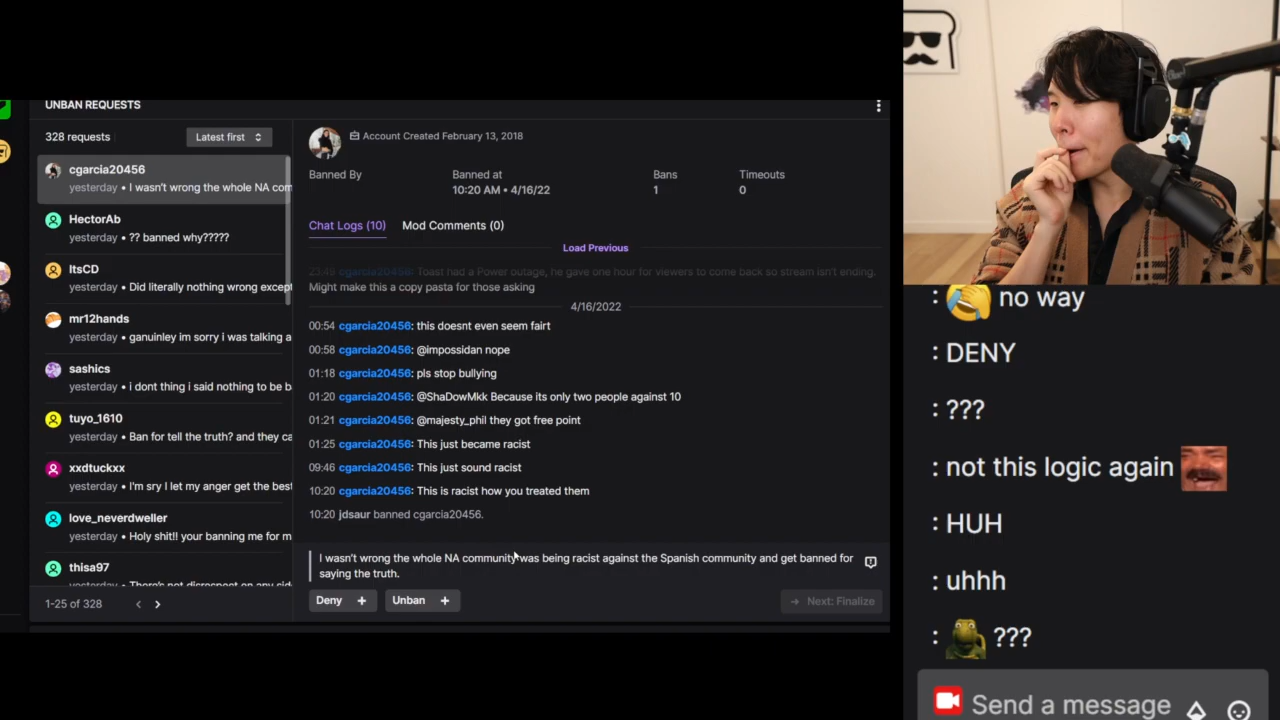 UNBAN REQUESTS
328 requests
Latest first
cgarcia20456
yesterday • I wasn't wrong the whole NA com
HectorAb
yesterday • ?? banned why?????
ItsCD
yesterday • Did literally nothing wrong except
mr12hands
yesterday • ganuinley im sorry i was talking a
sashics
yesterday • i dont thing i said nothing to be b
tuyo_1610
yesterday • Ban for tell the truth? and they ca
xxdtuckxx
yesterday • I'm sry I let my anger get the best
love_neverdweller
yesterday • Holy shit!! your banning me for m
thisa97
yesterday • There's not disrespect on any sid
1-25 of 328
Account Created February 13, 2018
Banned By Banned at Bans Timeouts
10:20 AM • 4/16/22 1 0
Chat Logs (10) Mod Comments (0)
Load Previous
23:46 cgarcia20456: Toast had a Power outage, he gave one hour for viewers to come back so stream isn't ending.
Might make this a copy pasta for those asking
4/16/2022
00:54 cgarcia20456: this doesnt even seem fairt
00:58 cgarcia20456: @impossidan nope
01:18 cgarcia20456: pls stop bullying
01:20 cgarcia20456: @ShaDowMkk Because its only two people against 10
01:21 cgarcia20456: @majesty_phil they got free point
01:25 cgarcia20456: This just became racist
09:46 cgarcia20456: This just sound racist
10:20 cgarcia20456: This is racist how you treated them
10:20 jdsaur banned cgarcia20456.
I wasn't wrong the whole NA community was being racist against the Spanish community and get banned for
saying the truth.
Deny + Unban + → Next: Finalize
: no way
: DENY
: ???
: not this logic again
: HUH
: uhhh
: ???
Send a message